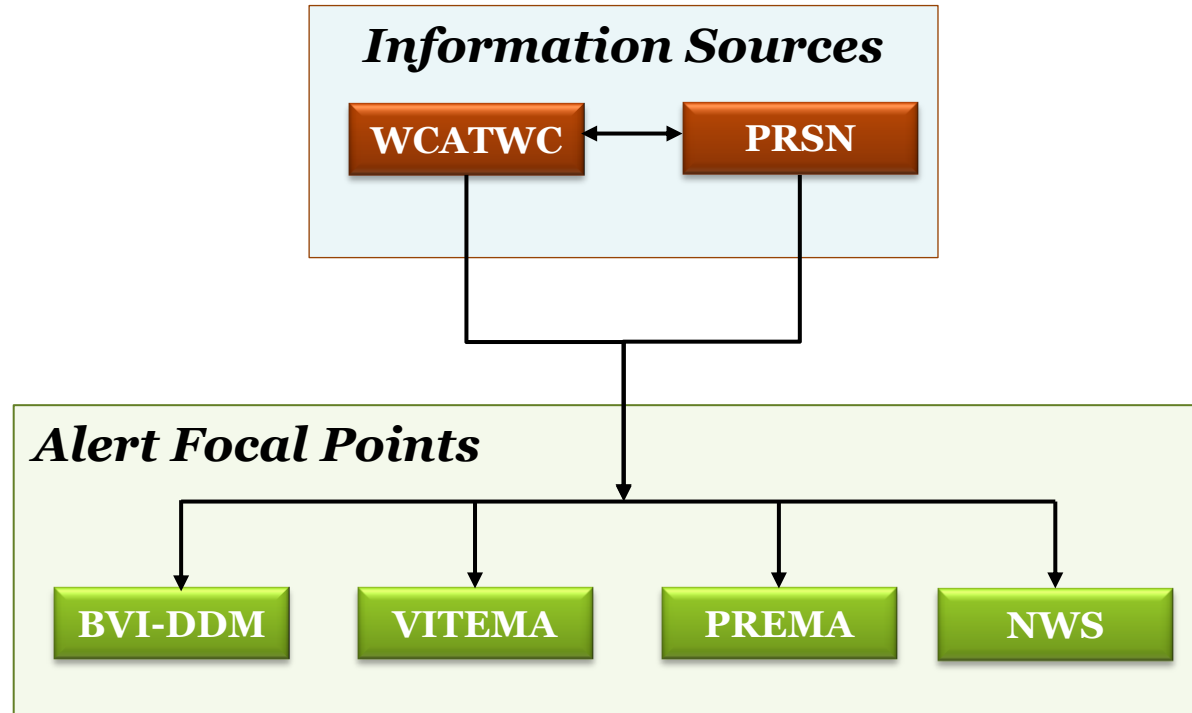 Information Sources
WCATWC
PRSN
Alert Focal Points
BVI-DDM
VITEMA
PREMA
NWS